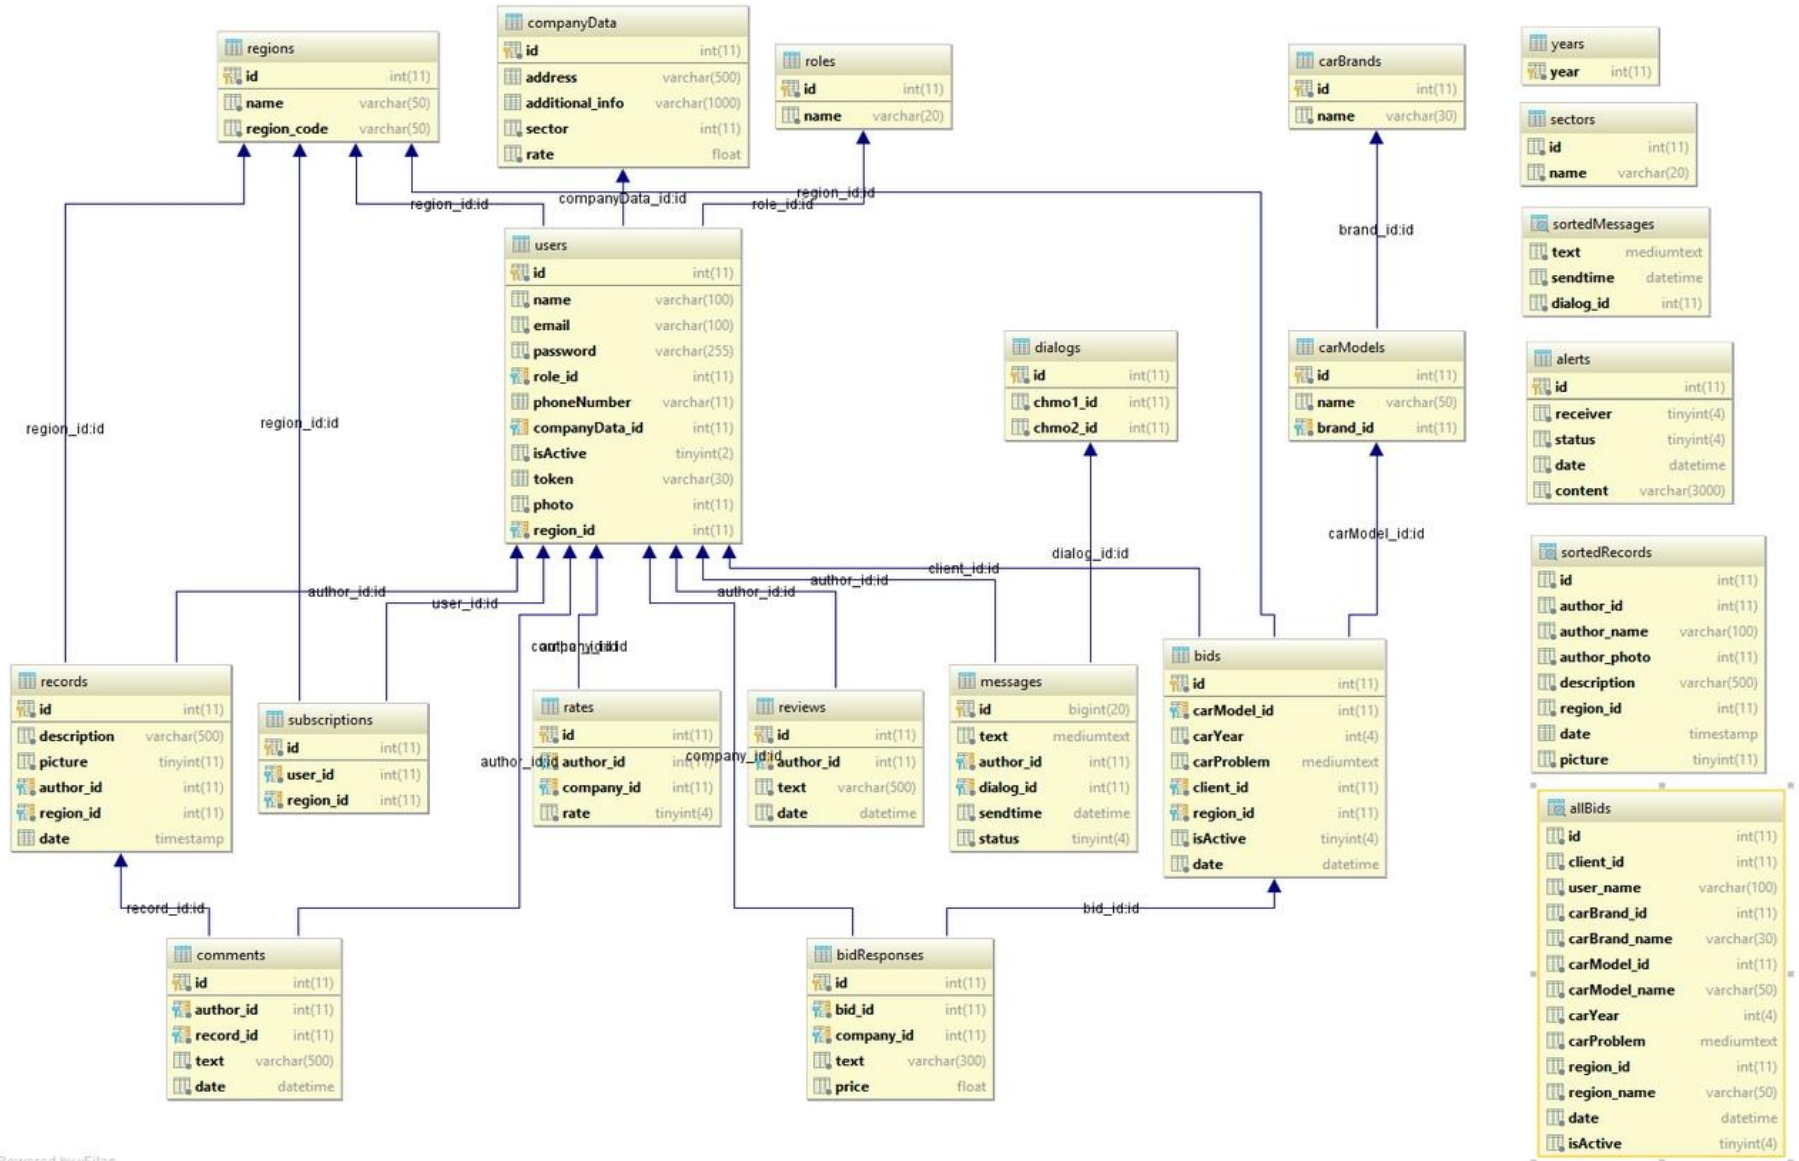 regions
id int(11)
name varchar(50)
region_code varchar(50)
companyData
id int(11)
address varchar(500)
additional_info varchar(1000)
sector int(11)
rate float
roles
id int(11)
name varchar(20)
carBrands
id int(11)
name varchar(30)
years
year int(11)
sectors
id int(11)
name varchar(20)
sortedMessages
text mediumtext
sendtime datetime
dialog_id int(11)
region_id:id
companyData_id:id
role_id:id
region_id:id
brand_id:id
users
id int(11)
name varchar(100)
email varchar(100)
password varchar(255)
role_id int(11)
phoneNumber varchar(11)
companyData_id int(11)
isActive tinyint(2)
token varchar(30)
photo int(11)
region_id int(11)
dialogs
id int(11)
chmo1_id int(11)
chmo2_id int(11)
carModels
id int(11)
name varchar(50)
brand_id int(11)
alerts
id int(11)
receiver tinyint(4)
status tinyint(4)
date datetime
content varchar(3000)
region_id:id
region_id:id
carModel_id:id
dialog_id:id
client_id:id
author_id:id
author_id:id
author_id:id
user_id:id
sortedRecords
id int(11)
author_id int(11)
author_name varchar(100)
author_photo int(11)
description varchar(500)
region_id int(11)
date timestamp
picture tinyint(11)
records
id int(11)
description varchar(500)
picture tinyint(11)
author_id int(11)
region_id int(11)
date timestamp
subscriptions
id int(11)
user_id int(11)
region_id int(11)
author_id:id
rates
id int(11)
author_id int(11)
company_id int(11)
rate tinyint(4)
company_id:id
reviews
id int(11)
author_id int(11)
text varchar(500)
date datetime
messages
id bigint(20)
text mediumtext
author_id int(11)
dialog_id int(11)
sendtime datetime
status tinyint(4)
bids
id int(11)
carModel_id int(11)
carYear int(4)
carProblem mediumtext
client_id int(11)
region_id int(11)
isActive tinyint(4)
date datetime
allBids
id int(11)
client_id int(11)
user_name varchar(100)
carBrand_id int(11)
carBrand_name varchar(30)
carModel_id int(11)
carModel_name varchar(50)
carYear int(4)
carProblem mediumtext
region_id int(11)
region_name varchar(50)
date datetime
isActive tinyint(4)
record_id:id
bid_id:id
comments
id int(11)
author_id int(11)
record_id int(11)
text varchar(500)
date datetime
bidResponses
id int(11)
bid_id int(11)
company_id int(11)
text varchar(300)
price float